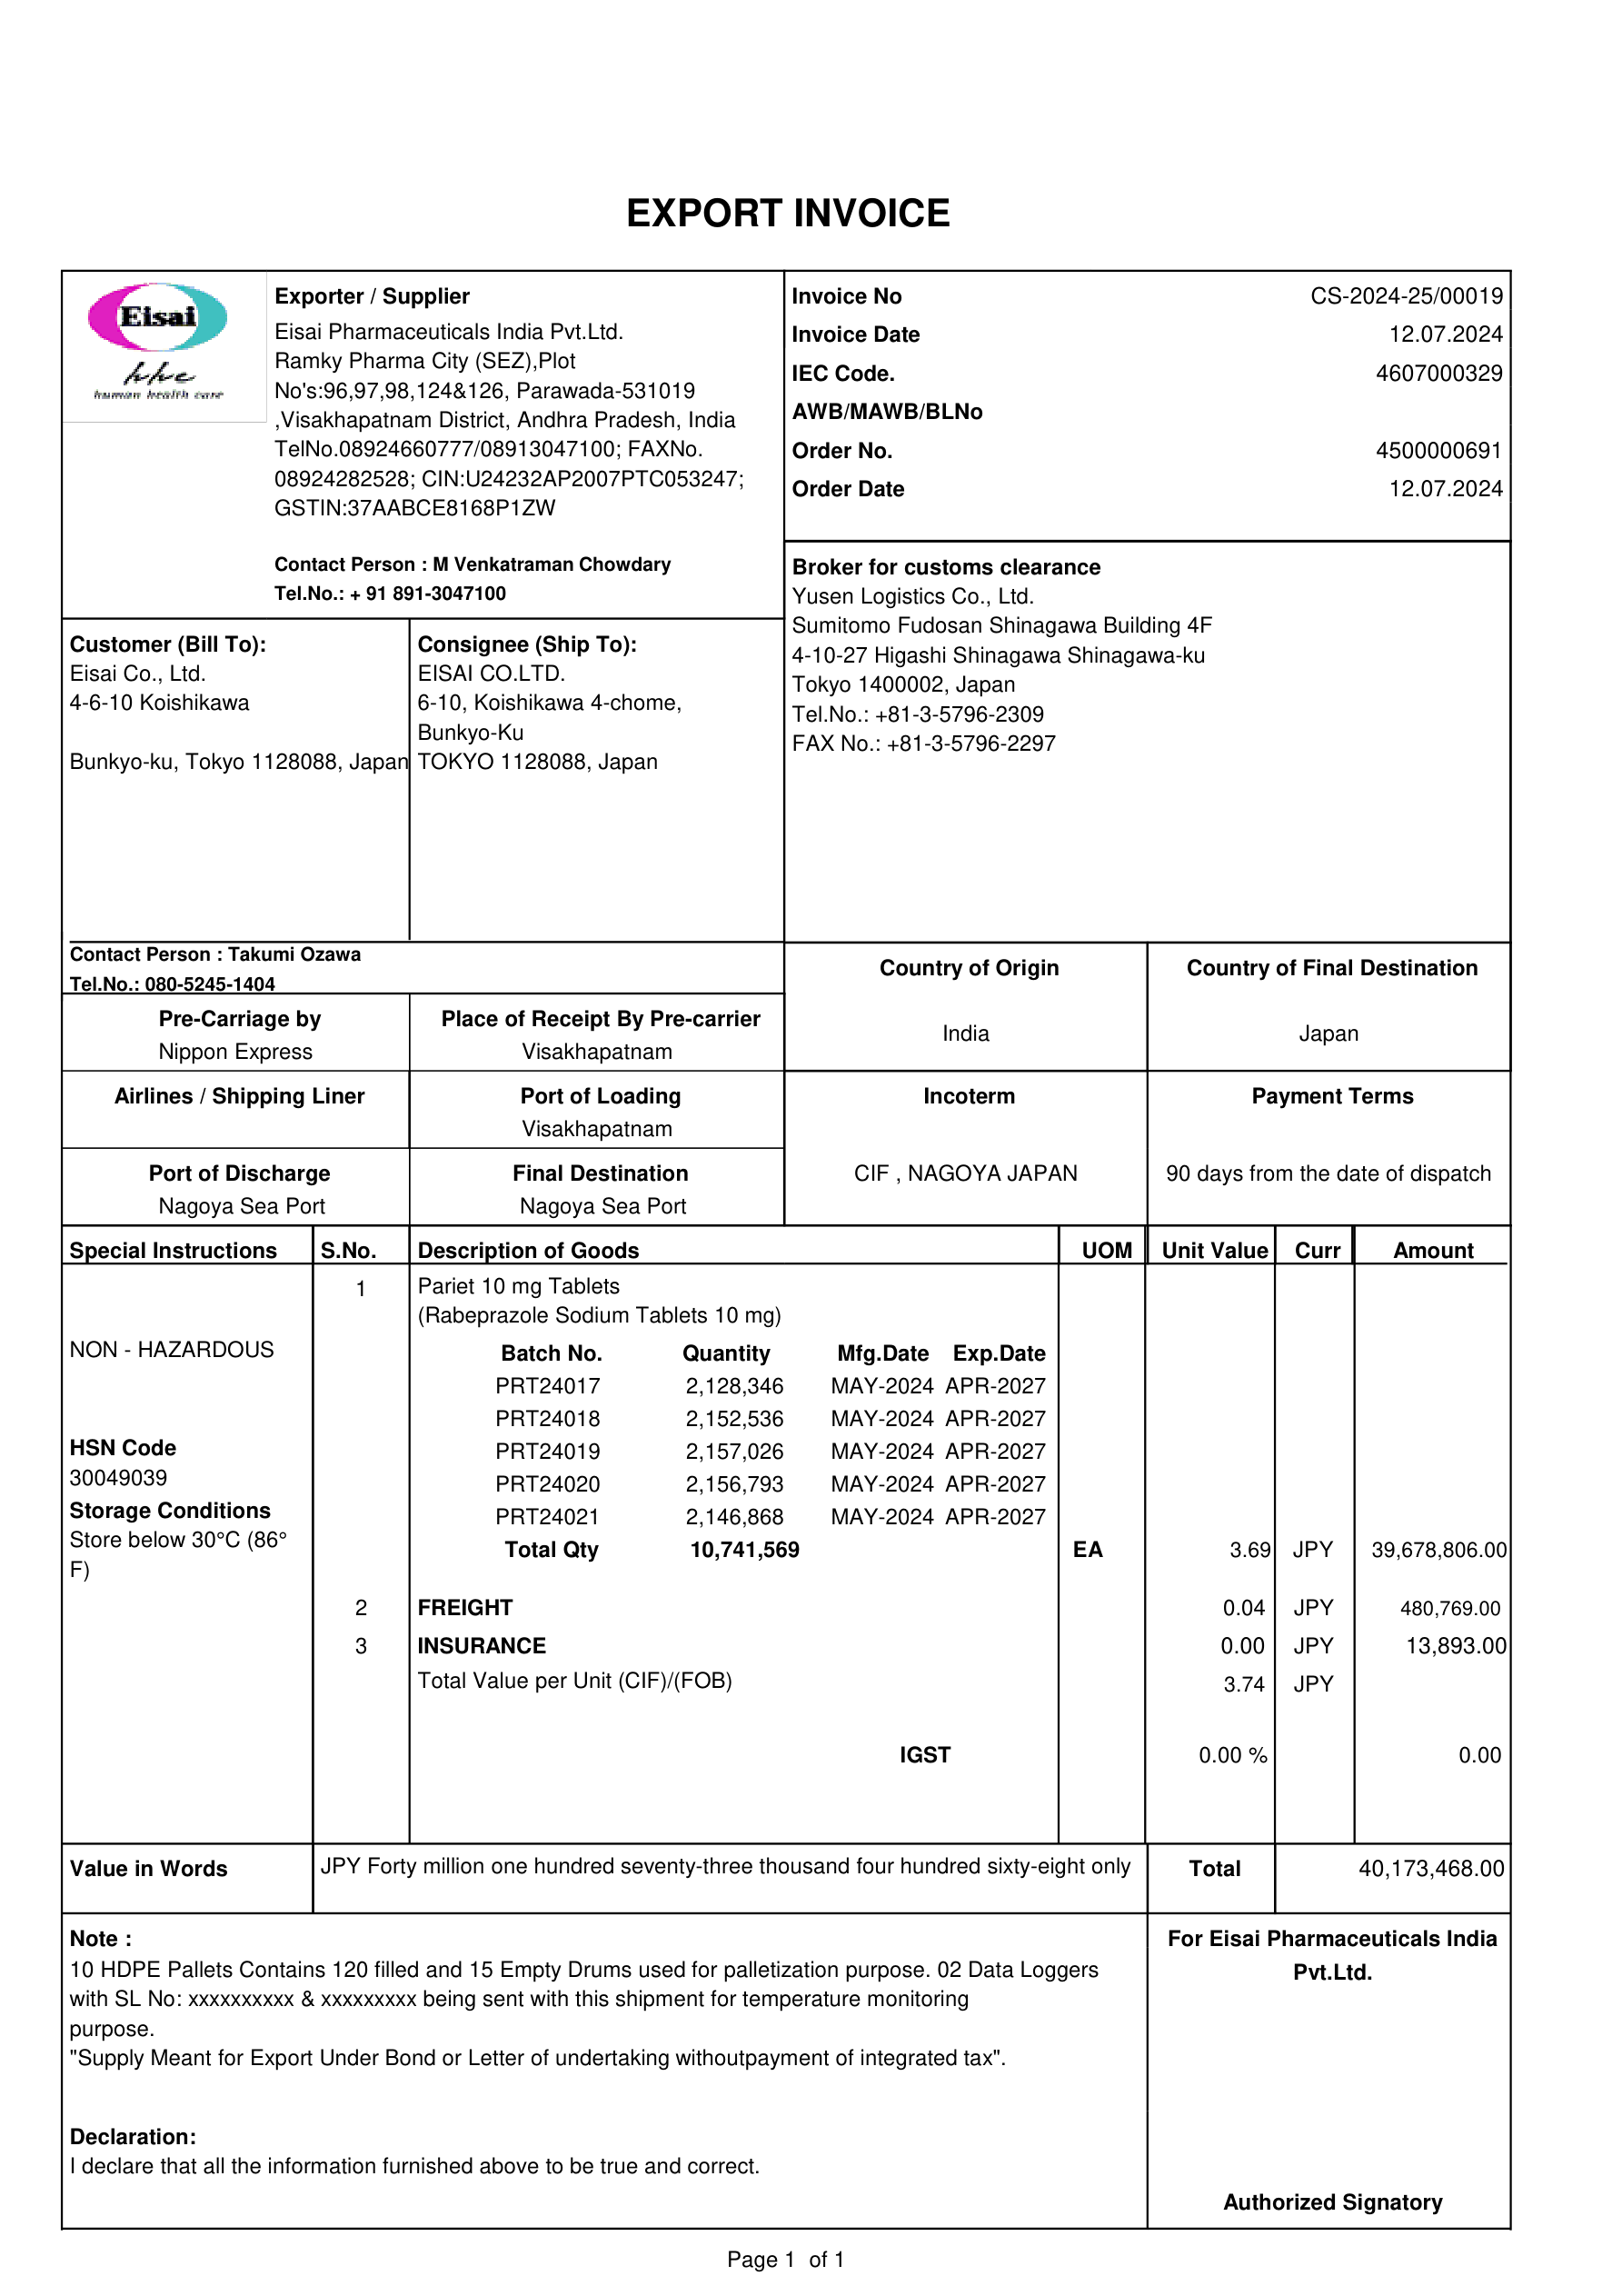 EXPORT INVOICE
Eisai
hhc
human health care
Exporter / Supplier
Eisai Pharmaceuticals India Pvt.Ltd.
Ramky Pharma City (SEZ),Plot
No's:96,97,98,124&126, Parawada-531019
,Visakhapatnam District, Andhra Pradesh, India
TelNo.08924660777/08913047100; FAXNo.
08924282528; CIN:U24232AP2007PTC053247;
GSTIN:37AABCE8168P1ZW
Contact Person : M Venkatraman Chowdary
Tel.No.: + 91 891-3047100
Invoice No CS-2024-25/00019
Invoice Date 12.07.2024
IEC Code. 4607000329
AWB/MAWB/BLNo
Order No. 4500000691
Order Date 12.07.2024
Broker for customs clearance
Yusen Logistics Co., Ltd.
Sumitomo Fudosan Shinagawa Building 4F
4-10-27 Higashi Shinagawa Shinagawa-ku
Tokyo 1400002, Japan
Tel.No.: +81-3-5796-2309
FAX No.: +81-3-5796-2297
Customer (Bill To):
Eisai Co., Ltd.
4-6-10 Koishikawa
Bunkyo-ku, Tokyo 1128088, Japan
Consignee (Ship To):
EISAI CO.LTD.
6-10, Koishikawa 4-chome,
Bunkyo-Ku
TOKYO 1128088, Japan
Contact Person : Takumi Ozawa
Tel.No.: 080-5245-1404
Country of Origin
India
Country of Final Destination
Japan
Pre-Carriage by
Nippon Express
Place of Receipt By Pre-carrier
Visakhapatnam
Airlines / Shipping Liner
Port of Loading
Visakhapatnam
Incoterm
CIF , NAGOYA JAPAN
Payment Terms
90 days from the date of dispatch
Port of Discharge
Nagoya Sea Port
Final Destination
Nagoya Sea Port
Special Instructions S.No. Description of Goods UOM Unit Value Curr Amount
NON - HAZARDOUS
HSN Code
30049039
Storage Conditions
Store below 30°C (86°
F)
1 Pariet 10 mg Tablets
(Rabeprazole Sodium Tablets 10 mg)
Batch No. Quantity Mfg.Date Exp.Date
PRT24017 2,128,346 MAY-2024 APR-2027
PRT24018 2,152,536 MAY-2024 APR-2027
PRT24019 2,157,026 MAY-2024 APR-2027
PRT24020 2,156,793 MAY-2024 APR-2027
PRT24021 2,146,868 MAY-2024 APR-2027
Total Qty 10,741,569 EA 3.69 JPY 39,678,806.00
2 FREIGHT 0.04 JPY 480,769.00
3 INSURANCE 0.00 JPY 13,893.00
Total Value per Unit (CIF)/(FOB) 3.74 JPY
IGST 0.00 % 0.00
Value in Words JPY Forty million one hundred seventy-three thousand four hundred sixty-eight only Total 40,173,468.00
Note :
10 HDPE Pallets Contains 120 filled and 15 Empty Drums used for palletization purpose. 02 Data Loggers
with SL No: xxxxxxxxxx & xxxxxxxxx being sent with this shipment for temperature monitoring
purpose.
"Supply Meant for Export Under Bond or Letter of undertaking withoutpayment of integrated tax".
Declaration:
I declare that all the information furnished above to be true and correct.
For Eisai Pharmaceuticals India
Pvt.Ltd.
Authorized Signatory
Page 1 of 1